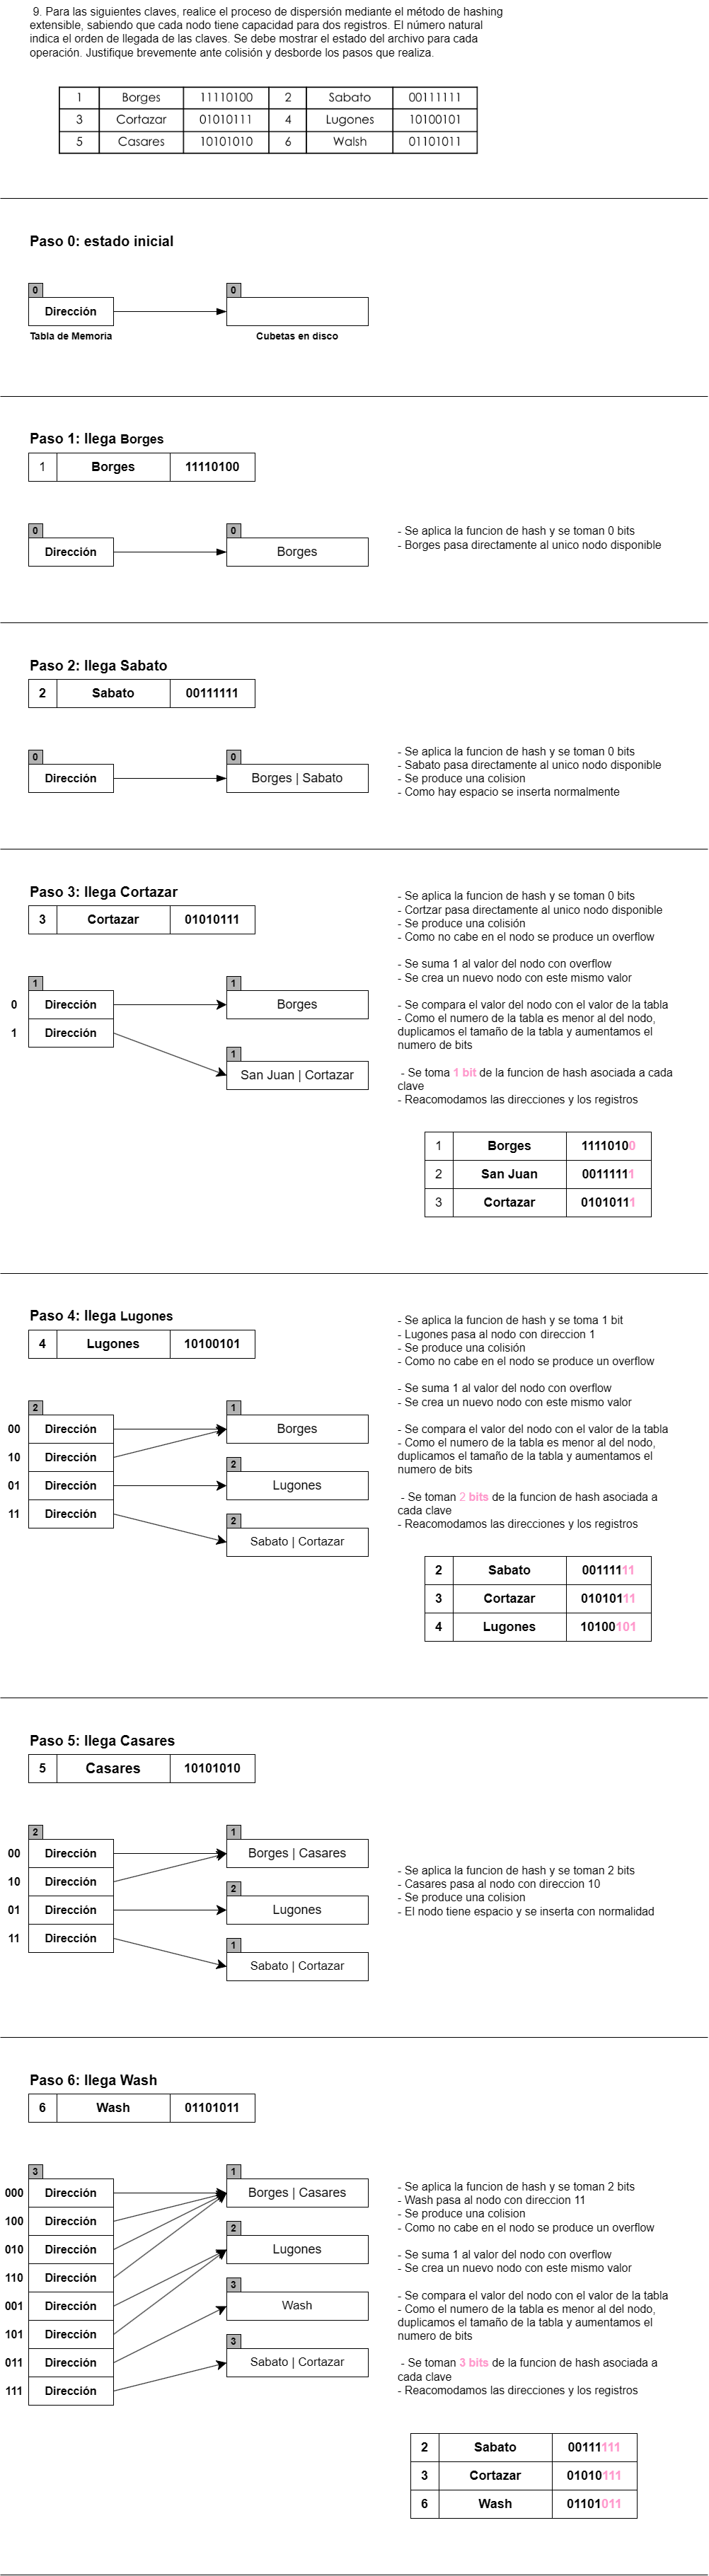 9. Para las siguientes claves, realice el proceso de dispersión mediante el método de hashing
extensible, sabiendo que cada nodo tiene capacidad para dos registros. El número natural
indica el orden de llegada de las claves. Se debe mostrar el estado del archivo para cada
operación. Justifique brevemente ante colisión y desborde los pasos que realiza.
1 Borges 11110100 2 Sabato 00111111
3 Cortazar 01010111 4 Lugones 10100101
5 Casares 10101010 6 Walsh 01101011
Paso 0: estado inicial
0 0
Dirección
Tabla de Memoria Cubetas en disco
Paso 1: llega Borges
1 Borges 11110100
0 0
Dirección Borges
- Se aplica la funcion de hash y se toman 0 bits
- Borges pasa directamente al unico nodo disponible
Paso 2: llega Sabato
2 Sabato 00111111
0 0
Dirección Borges | Sabato
- Se aplica la funcion de hash y se toman 0 bits
- Sabato pasa directamente al unico nodo disponible
- Se produce una colision
- Como hay espacio se inserta normalmente
Paso 3: llega Cortazar
3 Cortazar 01010111
1 1
0 Dirección Borges
1 Dirección
1
San Juan | Cortazar
- Se aplica la funcion de hash y se toman 0 bits
- Cortzar pasa directamente al unico nodo disponible
- Se produce una colisión
- Como no cabe en el nodo se produce un overflow
- Se suma 1 al valor del nodo con overflow
- Se crea un nuevo nodo con este mismo valor
- Se compara el valor del nodo con el valor de la tabla
- Como el numero de la tabla es menor al del nodo,
duplicamos el tamaño de la tabla y aumentamos el
numero de bits
- Se toma 1 bit de la funcion de hash asociada a cada
clave
- Reacomodamos las direcciones y los registros
1 Borges 11110100
2 San Juan 00111111
3 Cortazar 01010111
Paso 4: llega Lugones
4 Lugones 10100101
2 1
00 Dirección Borges
10 Dirección
2
01 Dirección Lugones
11 Dirección
2
Sabato | Cortazar
- Se aplica la funcion de hash y se toma 1 bit
- Lugones pasa al nodo con direccion 1
- Se produce una colisión
- Como no cabe en el nodo se produce un overflow
- Se suma 1 al valor del nodo con overflow
- Se crea un nuevo nodo con este mismo valor
- Se compara el valor del nodo con el valor de la tabla
- Como el numero de la tabla es menor al del nodo,
duplicamos el tamaño de la tabla y aumentamos el
numero de bits
- Se toman 2 bits de la funcion de hash asociada a
cada clave
- Reacomodamos las direcciones y los registros
2 Sabato 00111111
3 Cortazar 01010111
4 Lugones 10100101
Paso 5: llega Casares
5 Casares 10101010
2 1
00 Dirección Borges | Casares
10 Dirección
2
01 Dirección Lugones
11 Dirección
1
Sabato | Cortazar
- Se aplica la funcion de hash y se toman 2 bits
- Casares pasa al nodo con direccion 10
- Se produce una colision
- El nodo tiene espacio y se inserta con normalidad
Paso 6: llega Wash
6 Wash 01101011
3 1
000 Dirección Borges | Casares
100 Dirección
2
010 Dirección Lugones
110 Dirección
3
001 Dirección Wash
101 Dirección
3
011 Dirección Sabato | Cortazar
111 Dirección
- Se aplica la funcion de hash y se toman 2 bits
- Wash pasa al nodo con direccion 11
- Se produce una colision
- Como no cabe en el nodo se produce un overflow
- Se suma 1 al valor del nodo con overflow
- Se crea un nuevo nodo con este mismo valor
- Se compara el valor del nodo con el valor de la tabla
- Como el numero de la tabla es menor al del nodo,
duplicamos el tamaño de la tabla y aumentamos el
numero de bits
- Se toman 3 bits de la funcion de hash asociada a
cada clave
- Reacomodamos las direcciones y los registros
2 Sabato 00111111
3 Cortazar 01010111
6 Wash 01101011